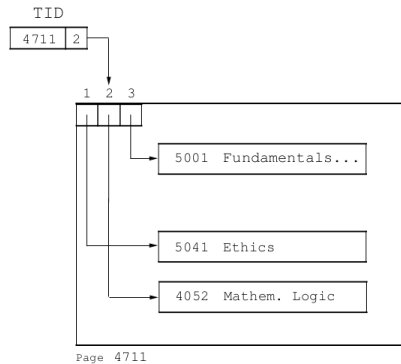 TID
4711 2
1 2 3
5001 Fundamentals...
5041 Ethics
4052 Mathem. Logic
Page 4711